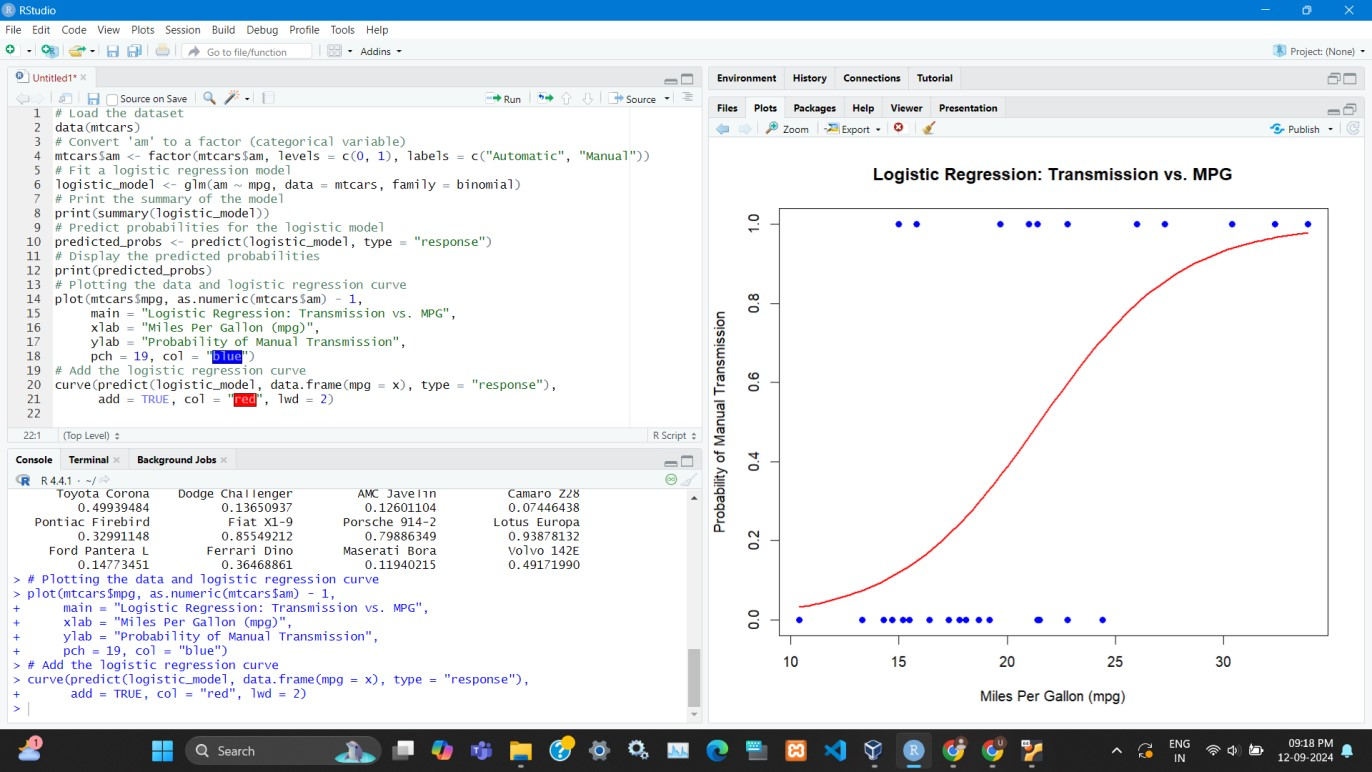 RStudio
File Edit Code View Plots Session Build Debug Profile Tools Help
Go to file/function Addins Project: (None)
Untitled1*
Source on Save Run Source
1 # Load the dataset
2 data(mtcars)
3 # Convert 'am' to a factor (categorical variable)
4 mtcars$am <- factor(mtcars$am, levels = c(0, 1), labels = c("Automatic", "Manual"))
5 # Fit a logistic regression model
6 logistic_model <- glm(am ~ mpg, data = mtcars, family = binomial)
7 # Print the summary of the model
8 print(summary(logistic_model))
9 # Predict probabilities for the logistic model
10 predicted_probs <- predict(logistic_model, type = "response")
11 # Display the predicted probabilities
12 print(predicted_probs)
13 # Plotting the data and logistic regression curve
14 plot(mtcars$mpg, as.numeric(mtcars$am) - 1,
15 main = "Logistic Regression: Transmission vs. MPG",
16 xlab = "Miles Per Gallon (mpg)",
17 ylab = "Probability of Manual Transmission",
18 pch = 19, col = "blue")
19 # Add the logistic regression curve
20 curve(predict(logistic_model, data.frame(mpg = x), type = "response"),
21 add = TRUE, col = "red", lwd = 2)
22
22:1 (Top Level) R Script
Console Terminal Background Jobs
R 4.4.1 · ~/
Toyota Corona Dodge Challenger AMC Javelin Camaro Z28
0.49939484 0.13650937 0.12601104 0.07446438
Pontiac Firebird Fiat X1-9 Porsche 914-2 Lotus Europa
0.32991148 0.85549212 0.79886349 0.93878132
Ford Pantera L Ferrari Dino Maserati Bora Volvo 142E
0.14773451 0.36468861 0.11940215 0.49171990
> # Plotting the data and logistic regression curve
> plot(mtcars$mpg, as.numeric(mtcars$am) - 1,
+ main = "Logistic Regression: Transmission vs. MPG",
+ xlab = "Miles Per Gallon (mpg)",
+ ylab = "Probability of Manual Transmission",
+ pch = 19, col = "blue")
> # Add the logistic regression curve
> curve(predict(logistic_model, data.frame(mpg = x), type = "response"),
+ add = TRUE, col = "red", lwd = 2)
>
Environment History Connections Tutorial
Files Plots Packages Help Viewer Presentation
Zoom Export Publish
Logistic Regression: Transmission vs. MPG
Probability of Manual Transmission
1.0
0.8
0.6
0.4
0.2
0.0
10 15 20 25 30
Miles Per Gallon (mpg)
1
Search
ENG
IN
09:18 PM
12-09-2024